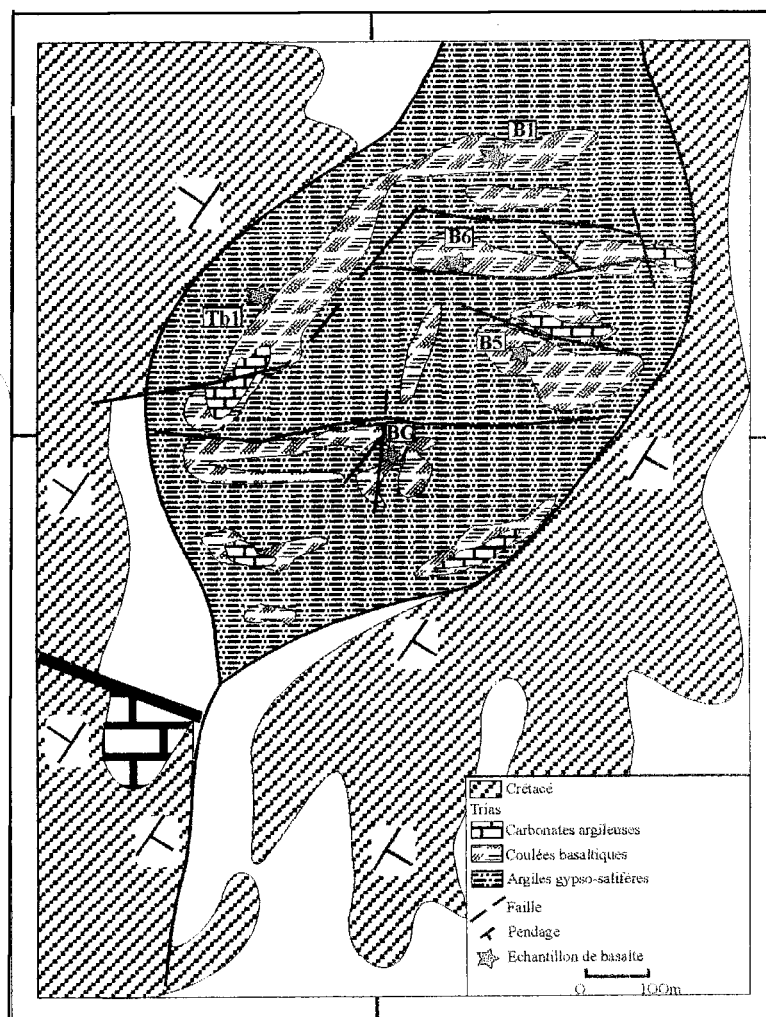 B1
B6
Tb1
B5
BG
Crétacé
Trias
Carbonates argileuses
Coulées basaltiques
Argiles gypso-salifères
Faille
Pendage
Echantillon de basalte
0 100m